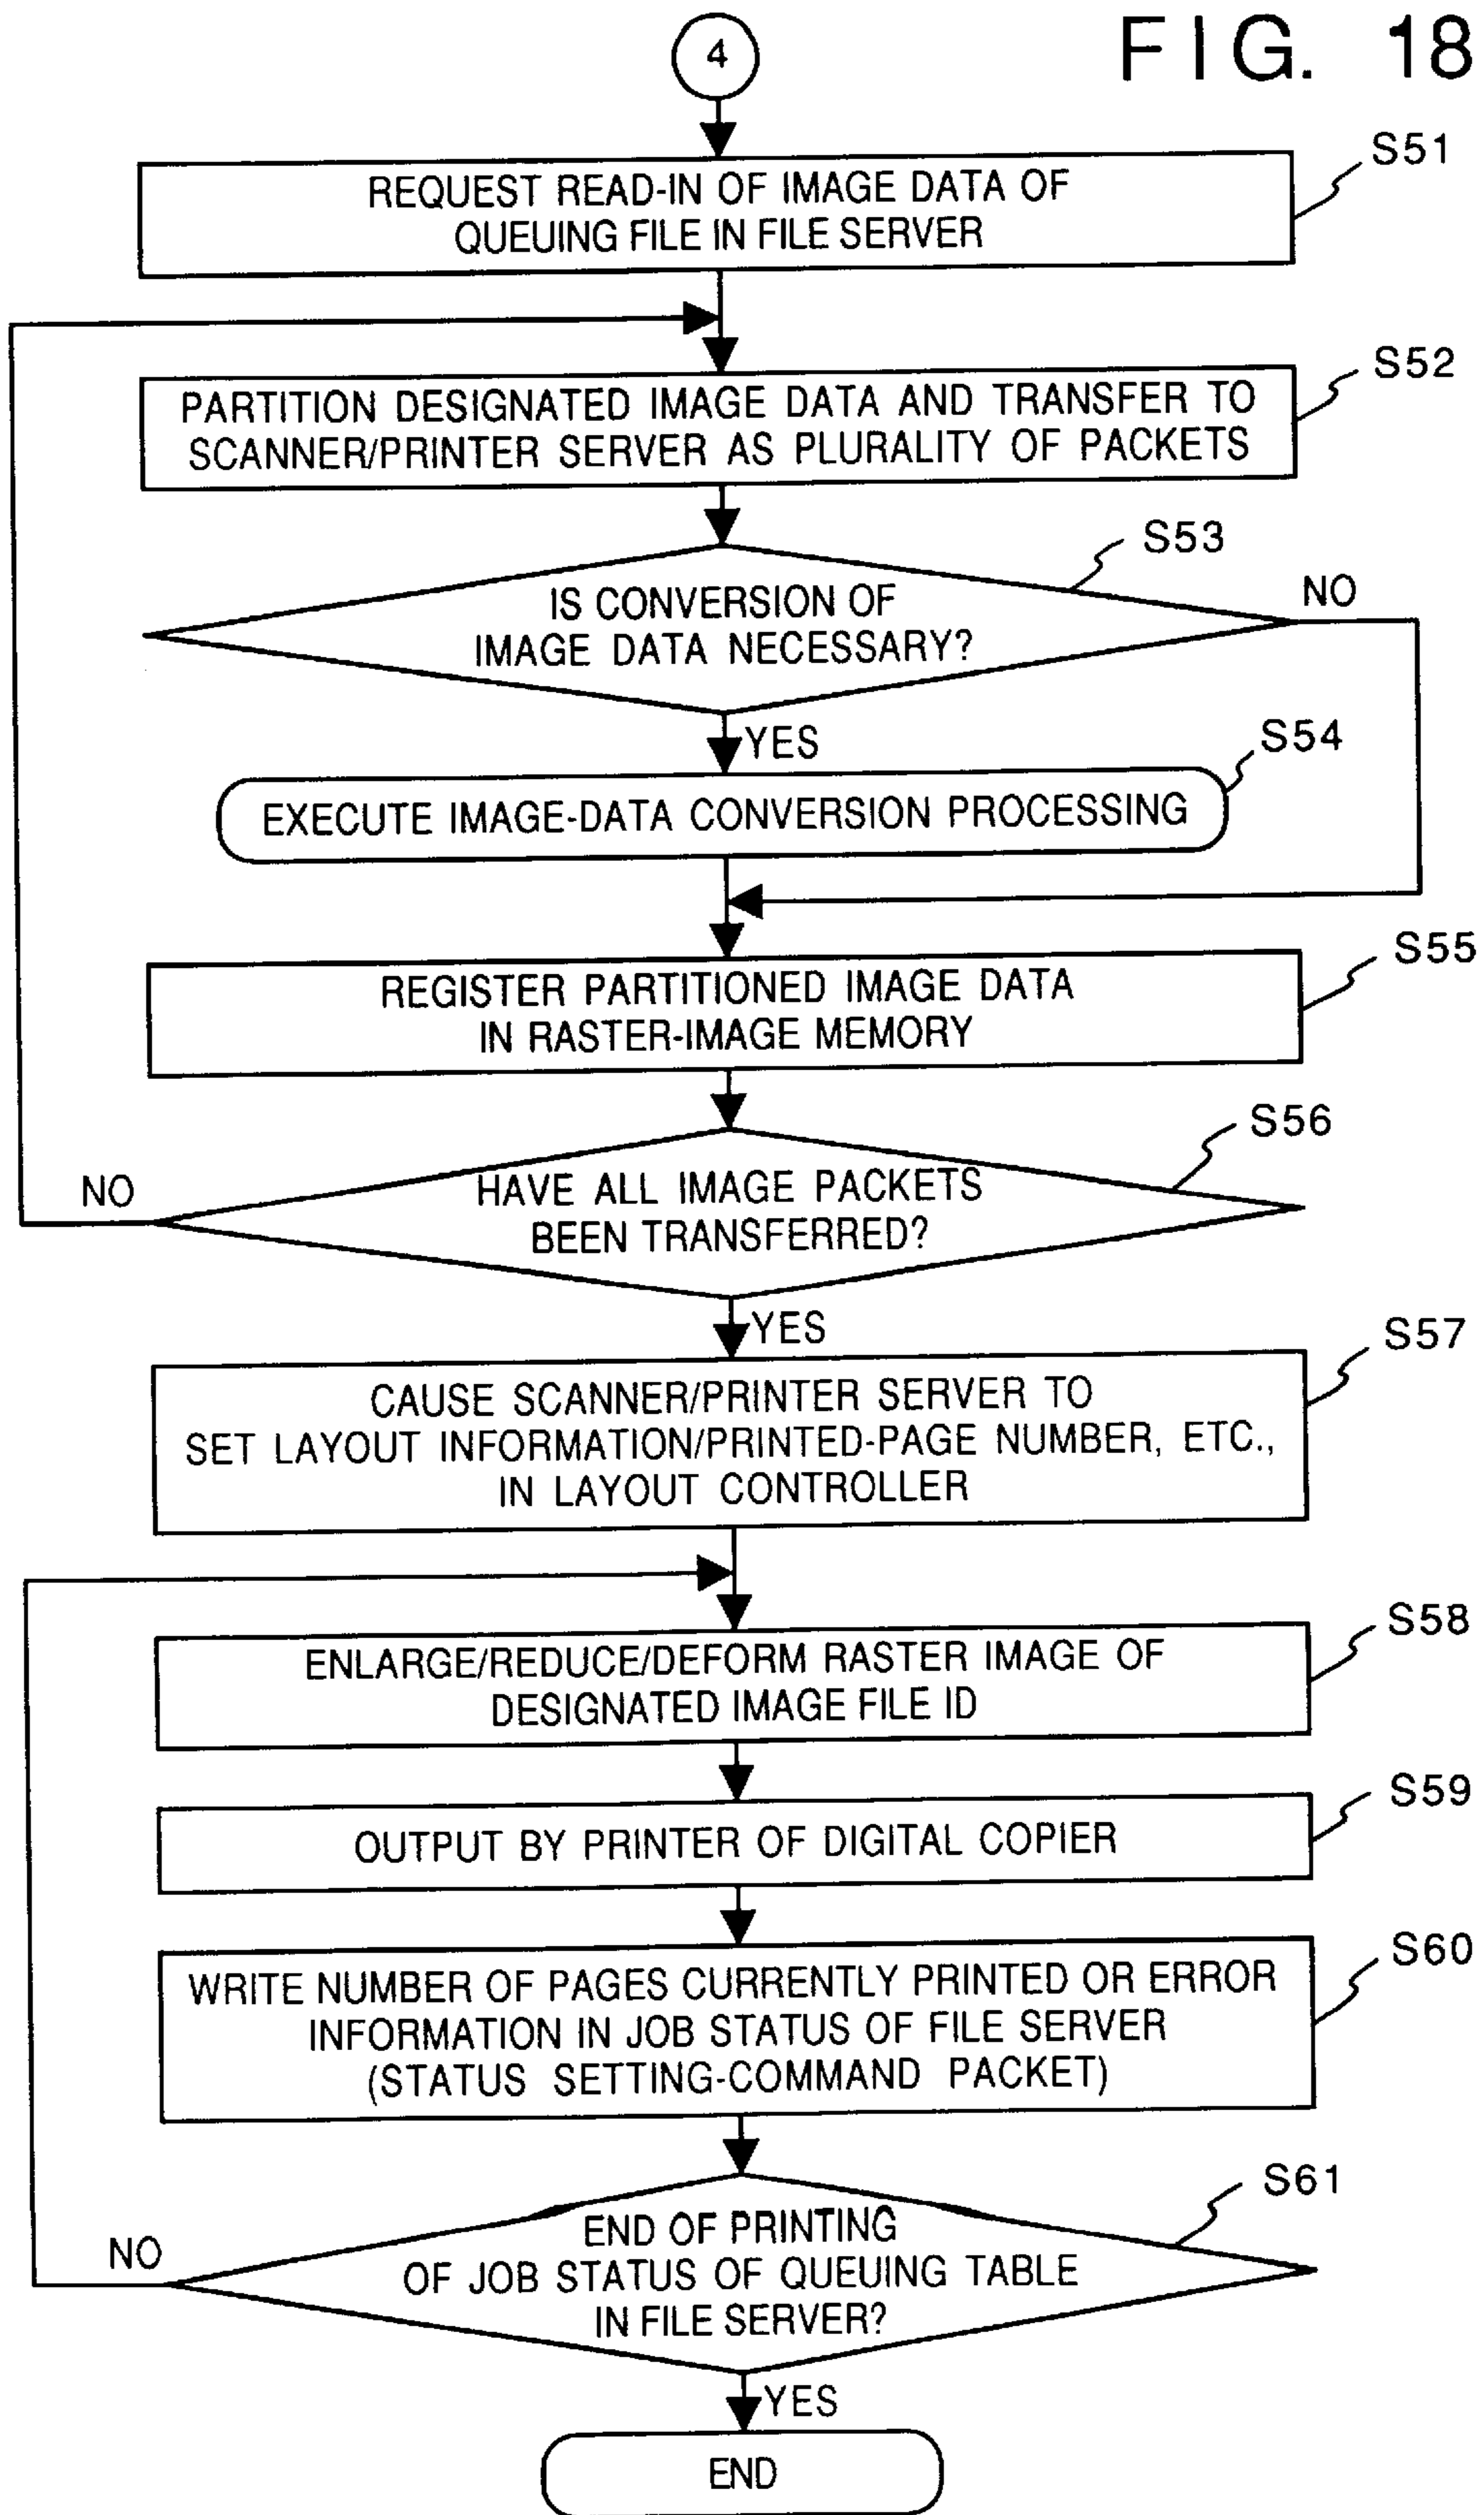 FIG. 18
4
S51
REQUEST READ-IN OF IMAGE DATA OF
QUEUING FILE IN FILE SERVER
S52
PARTITION DESIGNATED IMAGE DATA AND TRANSFER TO
SCANNER/PRINTER SERVER AS PLURALITY OF PACKETS
S53
IS CONVERSION OF
IMAGE DATA NECESSARY?
NO
YES
S54
EXECUTE IMAGE-DATA CONVERSION PROCESSING
S55
REGISTER PARTITIONED IMAGE DATA
IN RASTER-IMAGE MEMORY
S56
HAVE ALL IMAGE PACKETS
BEEN TRANSFERRED?
NO
YES
S57
CAUSE SCANNER/PRINTER SERVER TO
SET LAYOUT INFORMATION/PRINTED-PAGE NUMBER, ETC.,
IN LAYOUT CONTROLLER
S58
ENLARGE/REDUCE/DEFORM RASTER IMAGE OF
DESIGNATED IMAGE FILE ID
S59
OUTPUT BY PRINTER OF DIGITAL COPIER
S60
WRITE NUMBER OF PAGES CURRENTLY PRINTED OR ERROR
INFORMATION IN JOB STATUS OF FILE SERVER
(STATUS SETTING-COMMAND PACKET)
S61
END OF PRINTING
OF JOB STATUS OF QUEUING TABLE
IN FILE SERVER?
NO
YES
END